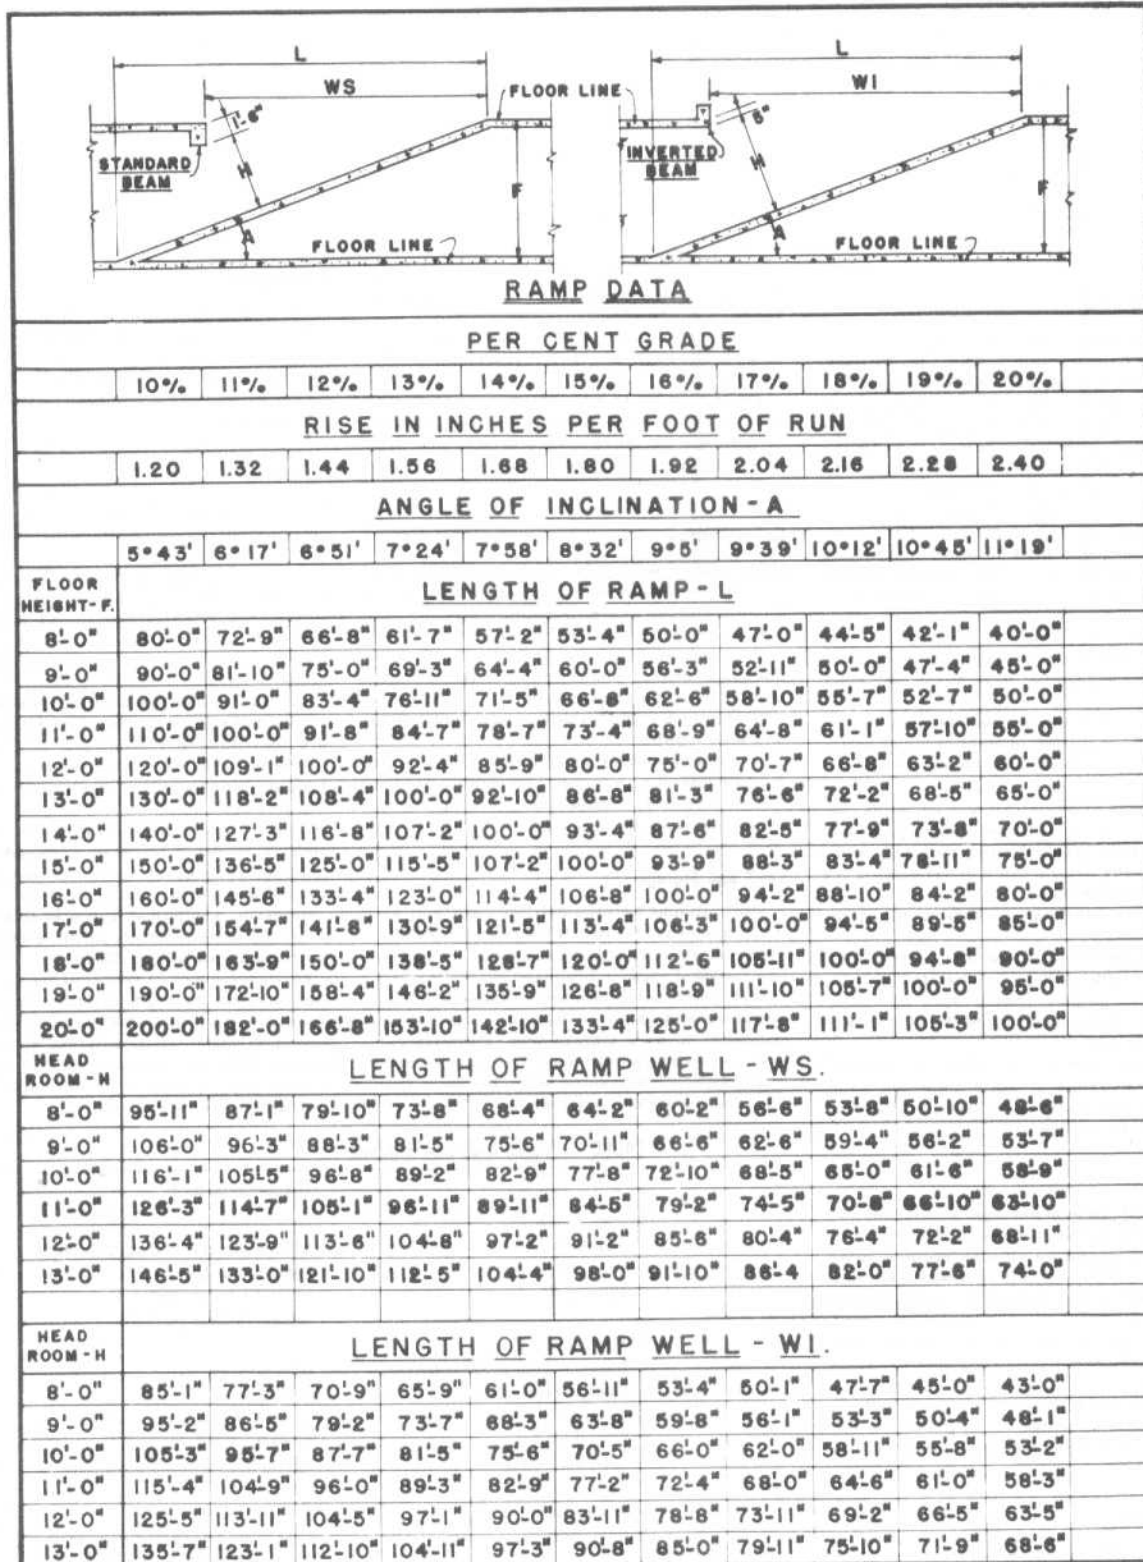 L
WS
1'-6"
FLOOR LINE
STANDARD
BEAM
H
F
A
FLOOR LINE
L
WI
8"
INVERTED
BEAM
H
F
A
FLOOR LINE
RAMP DATA
PER CENT GRADE
10% 11% 12% 13% 14% 15% 16% 17% 18% 19% 20%
RISE IN INCHES PER FOOT OF RUN
1.20 1.32 1.44 1.56 1.68 1.80 1.92 2.04 2.16 2.28 2.40
ANGLE OF INCLINATION - A
5°43' 6°17' 6°51' 7°24' 7°58' 8°32' 9°5' 9°39' 10°12' 10°45' 11°19'
FLOOR
HEIGHT-F.
LENGTH OF RAMP - L
8'-0" 80'-0" 72'-9" 66'-8" 61'-7" 57'-2" 53'-4" 50'-0" 47'-0" 44'-5" 42'-1" 40'-0"
9'-0" 90'-0" 81'-10" 75'-0" 69'-3" 64'-4" 60'-0" 56'-3" 52'-11" 50'-0" 47'-4" 45'-0"
10'-0" 100'-0" 91'-0" 83'-4" 76'-11" 71'-5" 66'-8" 62'-6" 58'-10" 55'-7" 52'-7" 50'-0"
11'-0" 110'-0" 100'-0" 91'-8" 84'-7" 78'-7" 73'-4" 68'-9" 64'-8" 61'-1" 57'-10" 55'-0"
12'-0" 120'-0" 109'-1" 100'-0" 92'-4" 85'-9" 80'-0" 75'-0" 70'-7" 66'-8" 63'-2" 60'-0"
13'-0" 130'-0" 118'-2" 108'-4" 100'-0" 92'-10" 86'-8" 81'-3" 76'-6" 72'-2" 68'-5" 65'-0"
14'-0" 140'-0" 127'-3" 116'-8" 107'-2" 100'-0" 93'-4" 87'-6" 82'-5" 77'-9" 73'-8" 70'-0"
15'-0" 150'-0" 136'-5" 125'-0" 115'-5" 107'-2" 100'-0" 93'-9" 88'-3" 83'-4" 78'-11" 75'-0"
16'-0" 160'-0" 145'-6" 133'-4" 123'-0" 114'-4" 106'-8" 100'-0" 94'-2" 88'-10" 84'-2" 80'-0"
17'-0" 170'-0" 154'-7" 141'-8" 130'-9" 121'-5" 113'-4" 106'-3" 100'-0" 94'-5" 89'-5" 85'-0"
18'-0" 180'-0" 163'-9" 150'-0" 138'-5" 128'-7" 120'-0" 112'-6" 105'-11" 100'-0" 94'-8" 90'-0"
19'-0" 190'-0" 172'-10" 158'-4" 146'-2" 135'-9" 126'-8" 118'-9" 111'-10" 105'-7" 100'-0" 95'-0"
20'-0" 200'-0" 182'-0" 166'-8" 153'-10" 142'-10" 133'-4" 125'-0" 117'-8" 111'-1" 105'-3" 100'-0"
HEAD
ROOM - H
LENGTH OF RAMP WELL - WS.
8'-0" 95'-11" 87'-1" 79'-10" 73'-8" 68'-4" 64'-2" 60'-2" 56'-6" 53'-8" 50'-10" 48'-6"
9'-0" 106'-0" 96'-3" 88'-3" 81'-5" 75'-6" 70'-11" 66'-6" 62'-6" 59'-4" 56'-2" 53'-7"
10'-0" 116'-1" 105'-5" 96'-8" 89'-2" 82'-9" 77'-8" 72'-10" 68'-5" 65'-0" 61'-6" 58'-9"
11'-0" 126'-3" 114'-7" 105'-1" 96'-11" 89'-11" 84'-5" 79'-2" 74'-5" 70'-8" 66'-10" 63'-10"
12'-0" 136'-4" 123'-9" 113'-6" 104'-8" 97'-2" 91'-2" 85'-6" 80'-4" 76'-4" 72'-2" 68'-11"
13'-0" 146'-5" 133'-0" 121'-10" 112'-5" 104'-4" 98'-0" 91'-10" 86'-4 82'-0" 77'-6" 74'-0"
HEAD
ROOM - H
LENGTH OF RAMP WELL - WI.
8'-0" 85'-1" 77'-3" 70'-9" 65'-9" 61'-0" 56'-11" 53'-4" 50'-1" 47'-7" 45'-0" 43'-0"
9'-0" 95'-2" 86'-5" 79'-2" 73'-7" 68'-3" 63'-8" 59'-8" 56'-1" 53'-3" 50'-4" 48'-1"
10'-0" 105'-3" 95'-7" 87'-7" 81'-5" 75'-6" 70'-5" 66'-0" 62'-0" 58'-11" 55'-8" 53'-2"
11'-0" 115'-4" 104'-9" 96'-0" 89'-3" 82'-9" 77'-2" 72'-4" 68'-0" 64'-6" 61'-0" 58'-3"
12'-0" 125'-5" 113'-11" 104'-5" 97'-1" 90'-0" 83'-11" 78'-8" 73'-11" 69'-2" 66'-5" 63'-5"
13'-0" 135'-7" 123'-1" 112'-10" 104'-11" 97'-3" 90'-8" 85'-0" 79'-11" 75'-10" 71'-9" 68'-6"